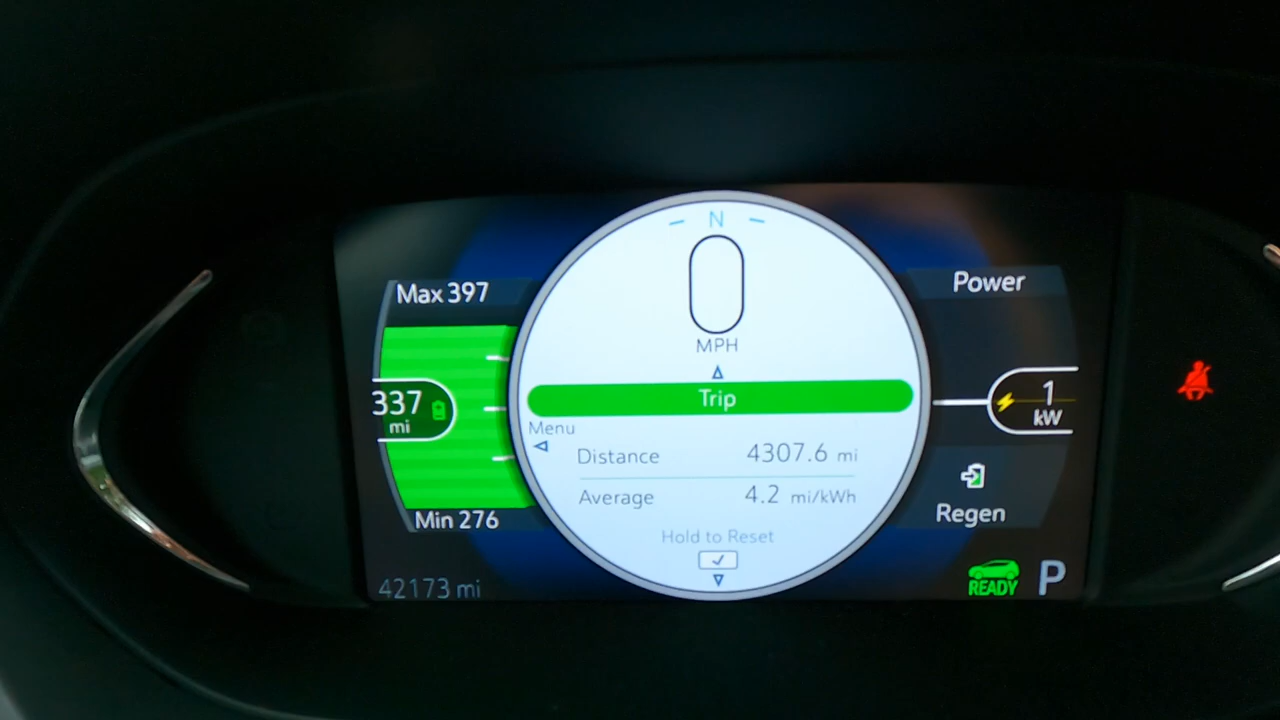 N
0
MPH
Max 397
Power
337
mi
Trip
1
kW
Menu
Distance 4307.6 mi
Average 4.2 mi/kWh
Min 276
Regen
Hold to Reset
42173 mi
READY
P